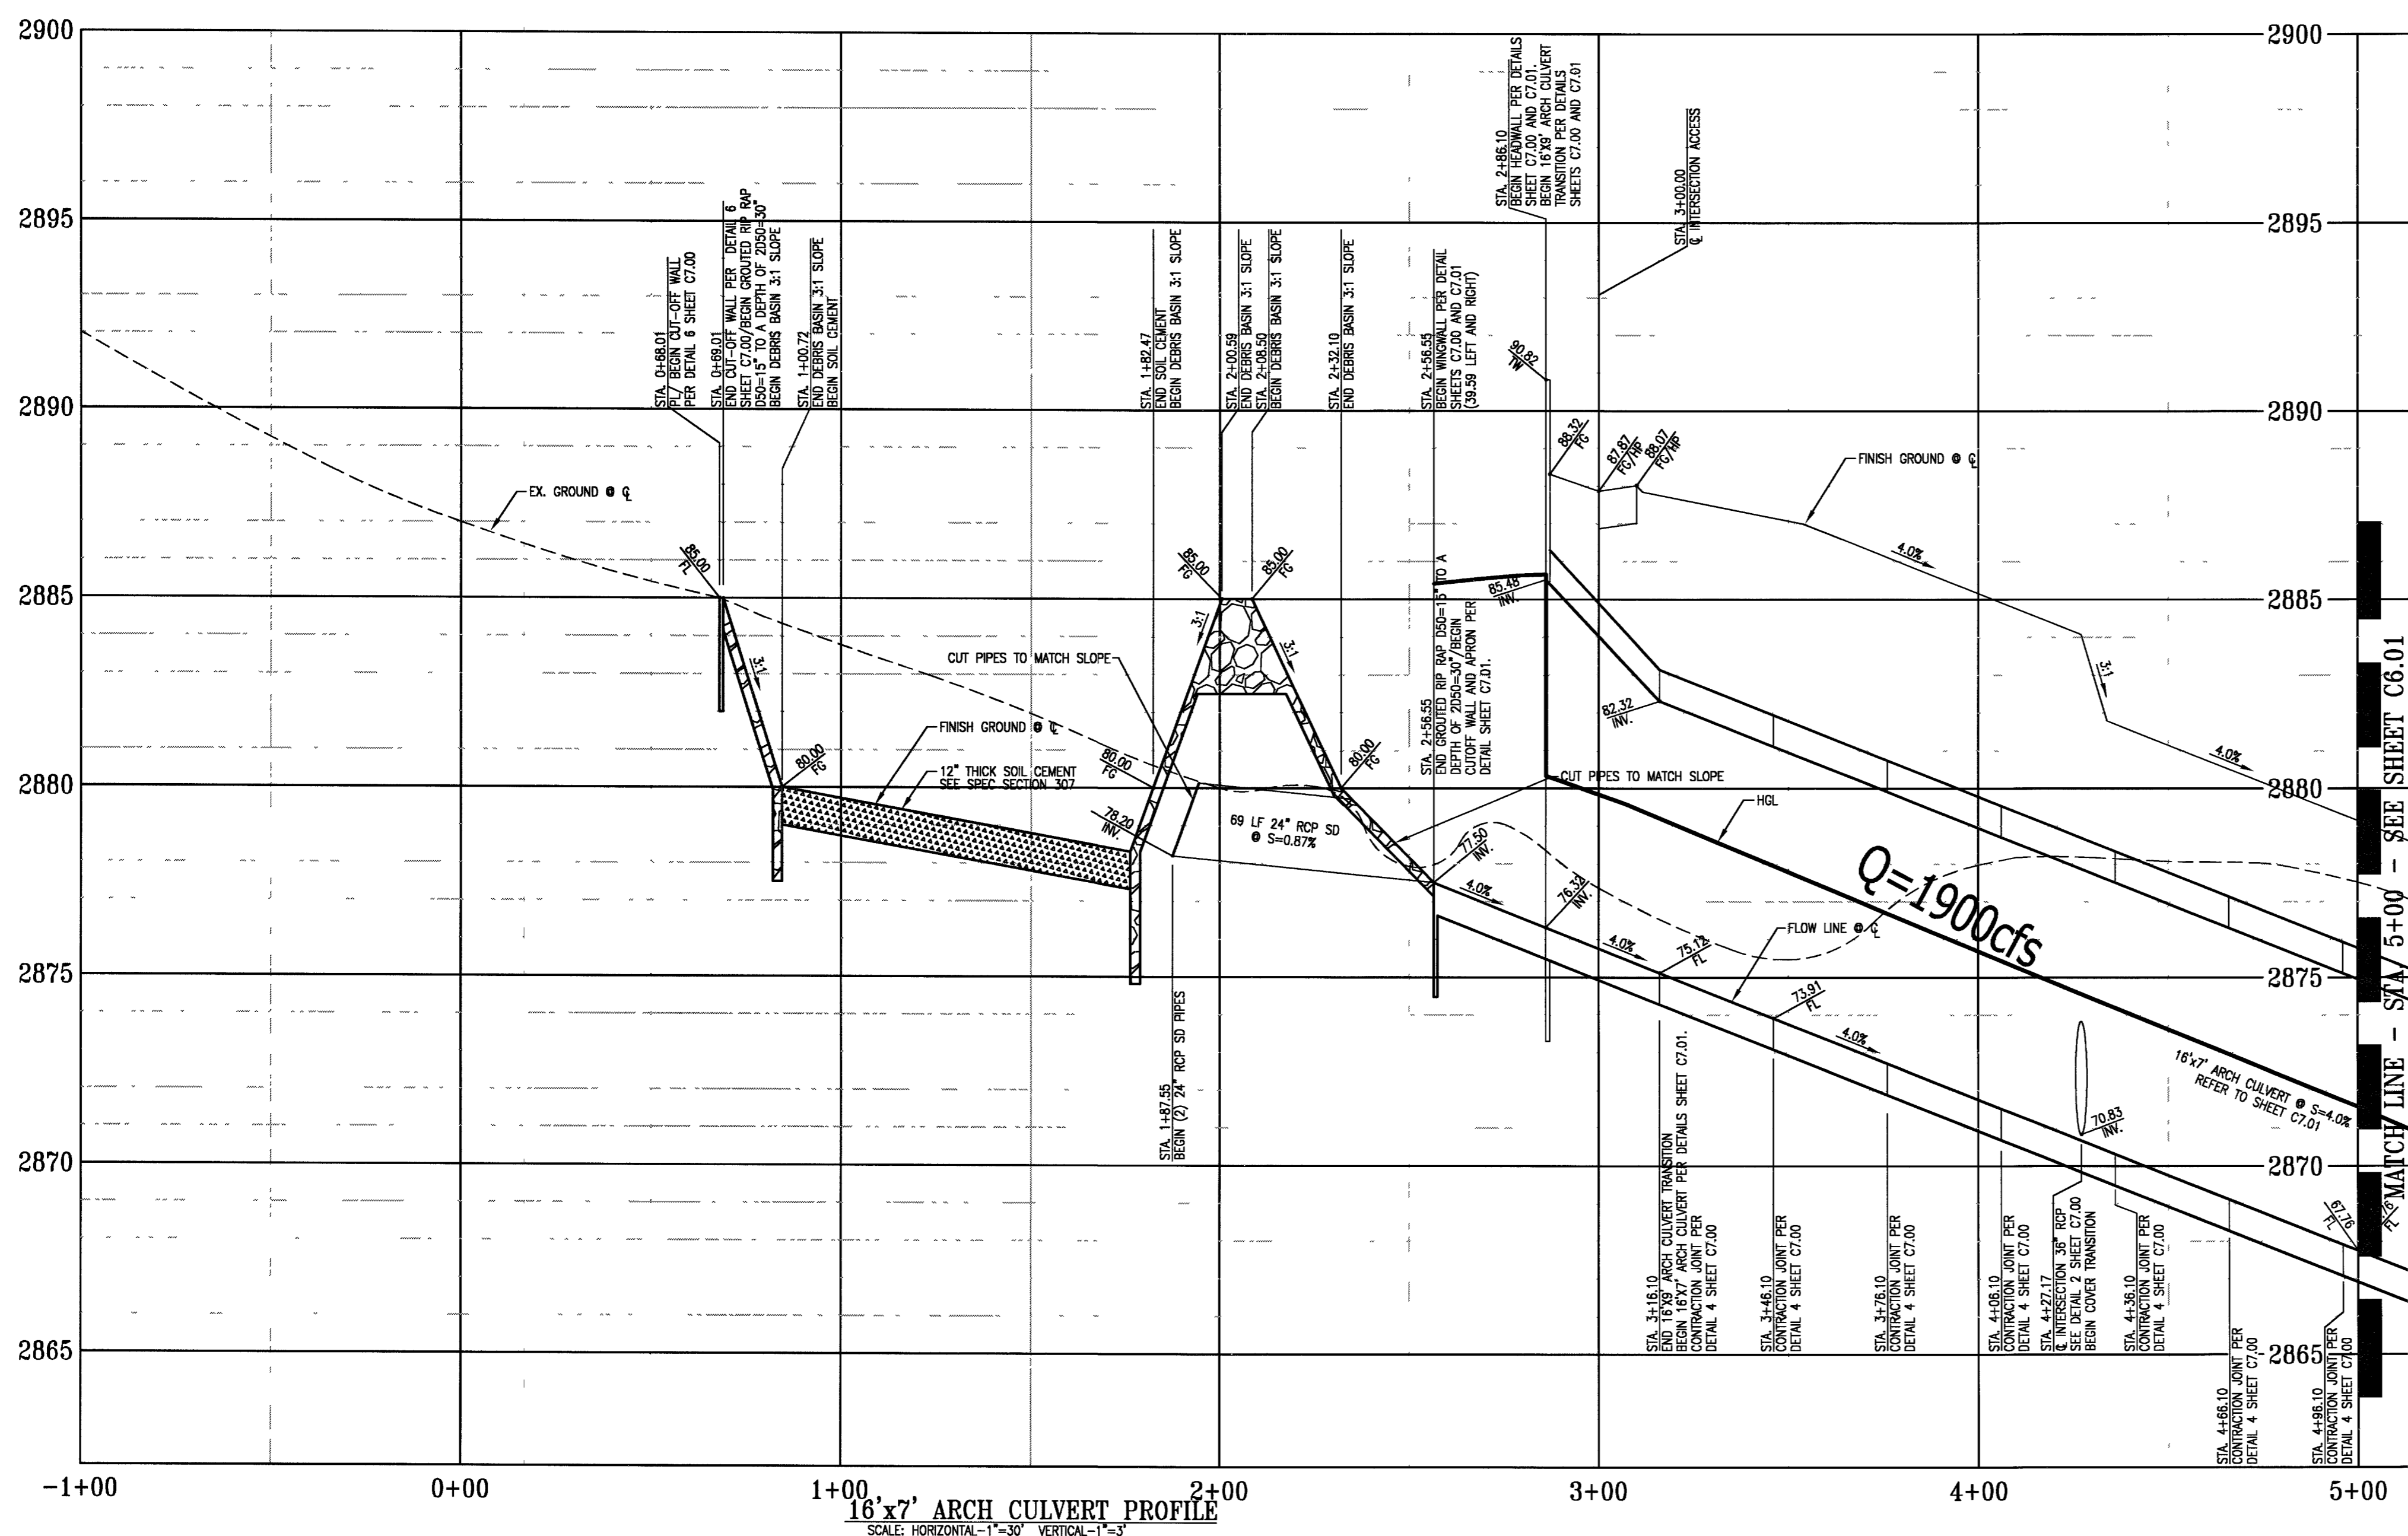 2900
2895
2890
2885
2880
2875
2870
2865
2900
2895
2890
2885
2880
2875
2870
2865
-1+00
0+00
1+00
2+00
3+00
4+00
5+00
STA. 0+68.01
PL/ BEGIN CUT-OFF WALL
PER DETAIL 6 SHEET C7.00
STA. 0+69.01
END CUT-OFF WALL PER DETAIL 6
SHEET C7.00/BEGIN GROUTED RIP RAP
D50=15" TO A DEPTH OF 2D50=30"
BEGIN DEBRIS BASIN 3:1 SLOPE
STA. 1+00.72
END DEBRIS BASIN 3:1 SLOPE
BEGIN SOIL CEMENT
STA. 1+82.47
END SOIL CEMENT
BEGIN DEBRIS BASIN 3:1 SLOPE
STA. 2+00.59
END DEBRIS BASIN 3:1 SLOPE
STA. 2+08.50
BEGIN DEBRIS BASIN 3:1 SLOPE
STA. 2+32.10
END DEBRIS BASIN 3:1 SLOPE
STA. 2+56.55
BEGIN WINGWALL PER DETAIL
SHEETS C7.00 AND C7.01
(39.59 LEFT AND RIGHT)
STA. 2+86.10
BEGIN HEADWALL PER DETAILS
SHEET C7.00 AND C7.01.
BEGIN 16'X9' ARCH CULVERT
TRANSITION PER DETAILS
SHEETS C7.00 AND C7.01
STA. 3+00.00
℄ INTERSECTION ACCESS
90.82
TW
88.32
FG
87.87
FG/HP
88.07
FG/HP
FINISH GROUND @ ℄
4.0%
3:1
4.0%
EX. GROUND @ ℄
85.00
FL
3:1
80.00
FG
FINISH GROUND @ ℄
12" THICK SOIL CEMENT
SEE SPEC SECTION 307
CUT PIPES TO MATCH SLOPE
80.00
FG
78.20
INV.
85.00
FG
3:1
85.00
FG
3:1
80.00
FG
69 LF 24" RCP SD
@ S=0.87%
STA. 2+56.55
END GROUTED RIP RAP D50=15" TO A
DEPTH OF 2D50=30"/BEGIN
CUTOFF WALL AND APRON PER
DETAIL SHEET C7.01.
85.48
INV.
82.32
INV.
CUT PIPES TO MATCH SLOPE
HGL
Q=1900cfs
77.50
INV.
4.0%
76.32
INV.
4.0%
75.12
FL
FLOW LINE @ ℄
73.91
FL
4.0%
70.83
INV.
16'x7' ARCH CULVERT @ S=4.0%
REFER TO SHEET C7.01
67.76
FL
FL
STA. 1+87.55
BEGIN (2) 24" RCP SD PIPES
STA. 3+16.10
END 16'X9' ARCH CULVERT TRANSITION
BEGIN 16'X7' ARCH CULVERT PER DETAILS SHEET C7.01.
CONTRACTION JOINT PER
DETAIL 4 SHEET C7.00
STA. 3+46.10
CONTRACTION JOINT PER
DETAIL 4 SHEET C7.00
STA. 3+76.10
CONTRACTION JOINT PER
DETAIL 4 SHEET C7.00
STA. 4+06.10
CONTRACTION JOINT PER
DETAIL 4 SHEET C7.00
STA. 4+27.17
℄ INTERSECTION 36" RCP
SEE DETAIL 2 SHEET C7.00
BEGIN COVER TRANSITION
STA. 4+36.10
CONTRACTION JOINT PER
DETAIL 4 SHEET C7.00
STA. 4+66.10
CONTRACTION JOINT PER
DETAIL 4 SHEET C7.00
STA. 4+96.10
CONTRACTION JOINT PER
DETAIL 4 SHEET C7.00
MATCH LINE - STA. 5+00 - SEE SHEET C6.01
16'x7' ARCH CULVERT PROFILE
SCALE: HORIZONTAL-1"=30' VERTICAL-1"=3'